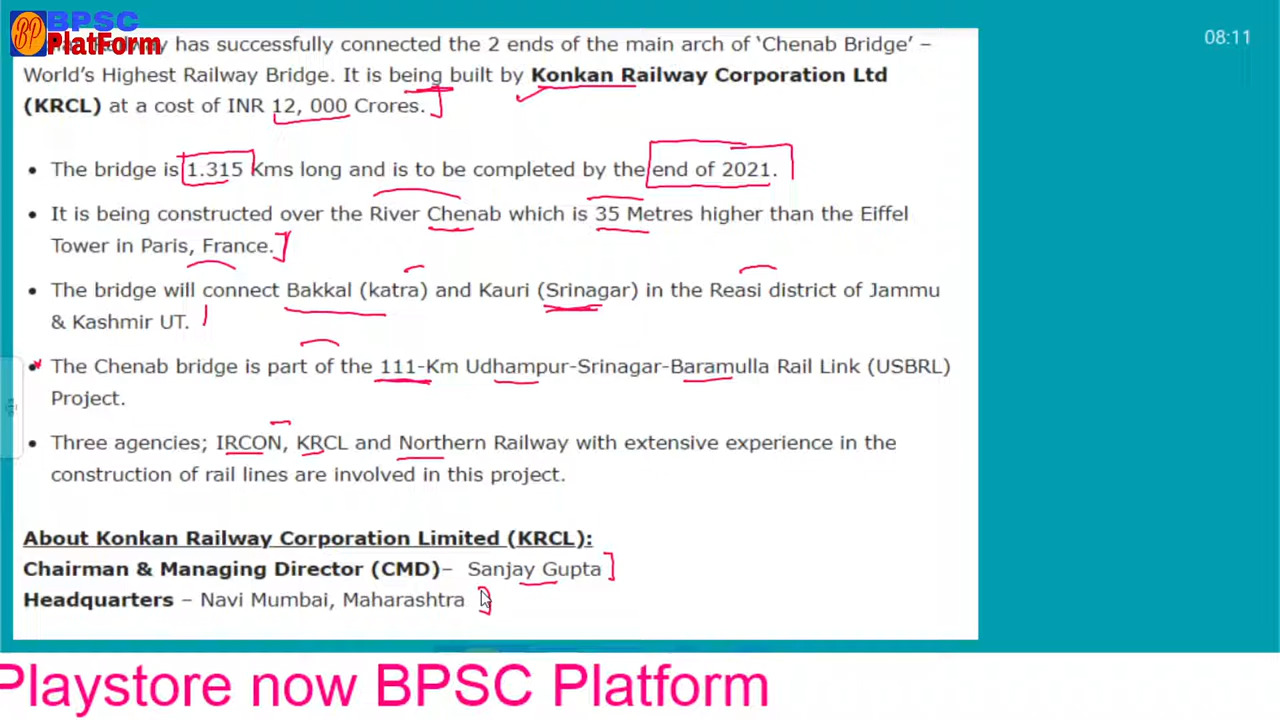 BPSC
BP PlatForm
08:11
Railway has successfully connected the 2 ends of the main arch of ‘Chenab Bridge’ –
World’s Highest Railway Bridge. It is being built by Konkan Railway Corporation Ltd
(KRCL) at a cost of INR 12, 000 Crores.
• The bridge is 1.315 Kms long and is to be completed by the end of 2021.
• It is being constructed over the River Chenab which is 35 Metres higher than the Eiffel
Tower in Paris, France.
• The bridge will connect Bakkal (katra) and Kauri (Srinagar) in the Reasi district of Jammu
& Kashmir UT.
• The Chenab bridge is part of the 111-Km Udhampur-Srinagar-Baramulla Rail Link (USBRL)
Project.
• Three agencies; IRCON, KRCL and Northern Railway with extensive experience in the
construction of rail lines are involved in this project.
About Konkan Railway Corporation Limited (KRCL):
Chairman & Managing Director (CMD)– Sanjay Gupta
Headquarters – Navi Mumbai, Maharashtra
Playstore now BPSC Platform